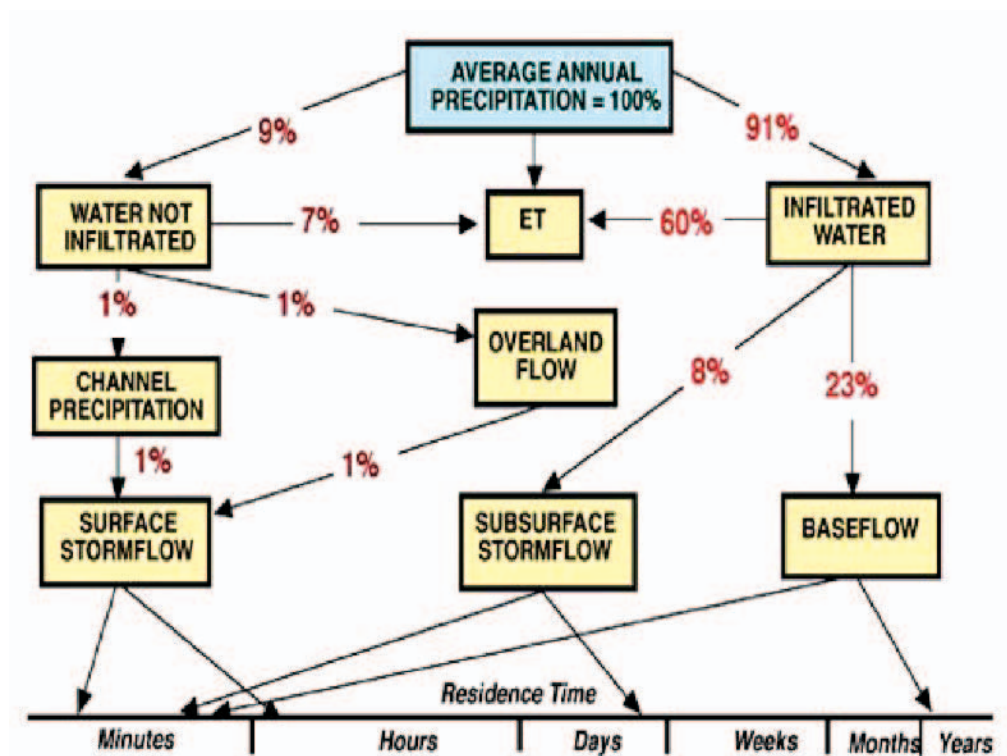 AVERAGE ANNUAL
PRECIPITATION = 100%
9%
91%
WATER NOT
INFILTRATED
7%
ET
60%
INFILTRATED
WATER
1%
1%
OVERLAND
FLOW
8%
23%
CHANNEL
PRECIPITATION
1%
1%
SURFACE
STORMFLOW
SUBSURFACE
STORMFLOW
BASEFLOW
Residence Time
Minutes
Hours
Days
Weeks
Months
Years